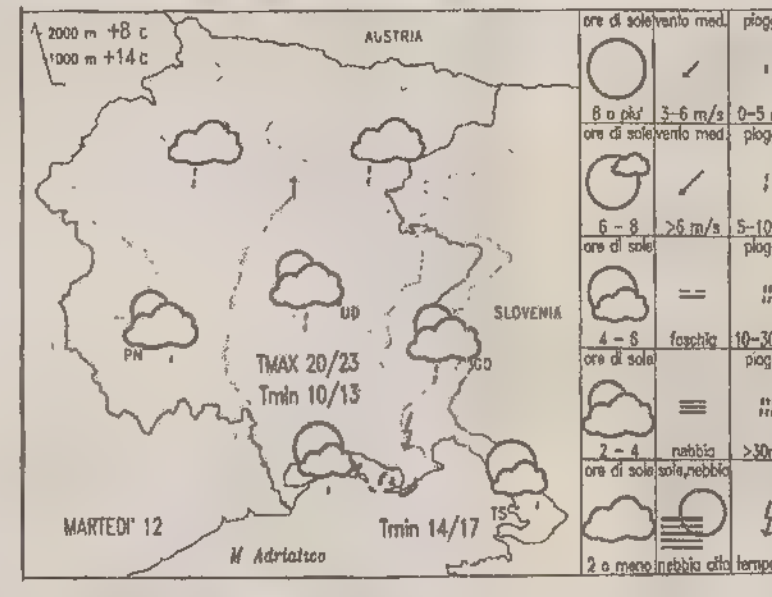 2000 m +8 c
1000 m +14 c
AUSTRIA
SLOVENIA
UD
PN
GO
TMAX 20/23
Tmin 10/13
MARTEDI' 12
Tmin 14/17
TS
M Adriatico
ore di sole vento med.
8 o piu' 3-6 m/s 0-5
ore di sole vento med.
6 - 8 >6 m/s 5-10
ore di sole
4 - 6 foschia 10-30
ore di sole
2 - 4 nebbia >30
ore di sole sole,nebbia
2 o meno nebbia alta